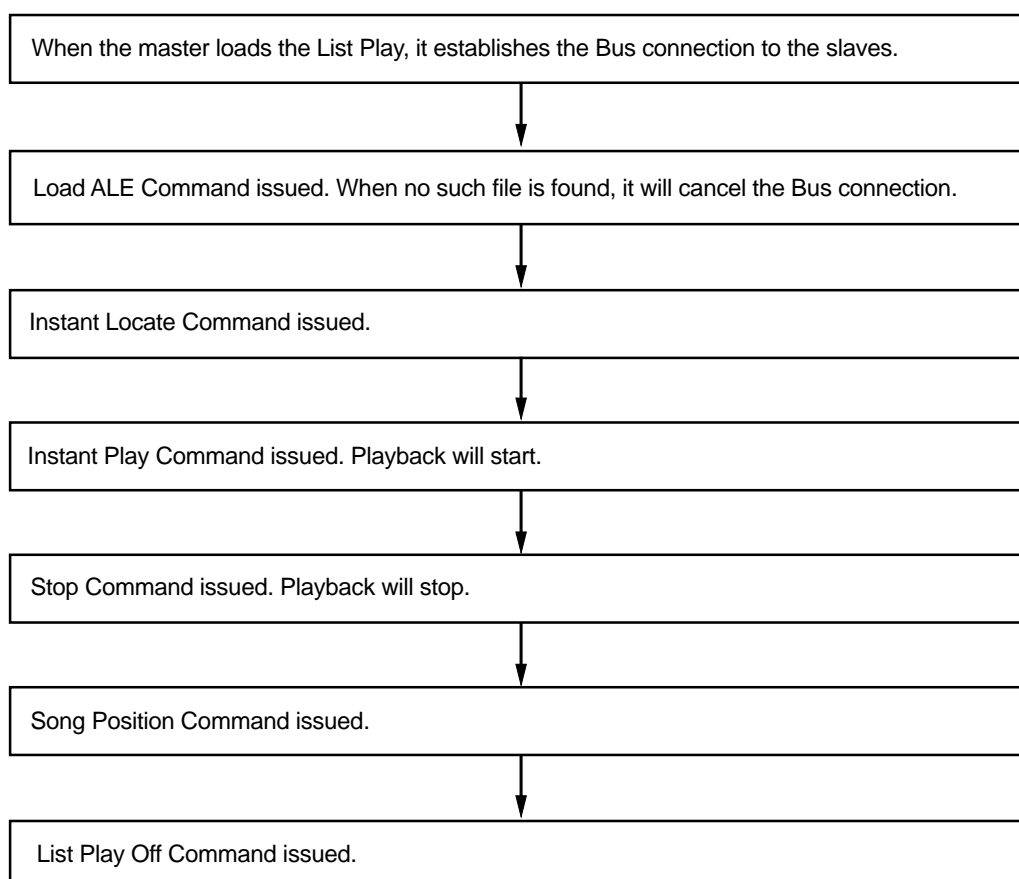 When the master loads the List Play, it establishes the Bus connection to the slaves.
Load ALE Command issued. When no such file is found, it will cancel the Bus connection.
Instant Locate Command issued.
Instant Play Command issued. Playback will start.
Stop Command issued. Playback will stop.
Song Position Command issued.
List Play Off Command issued.